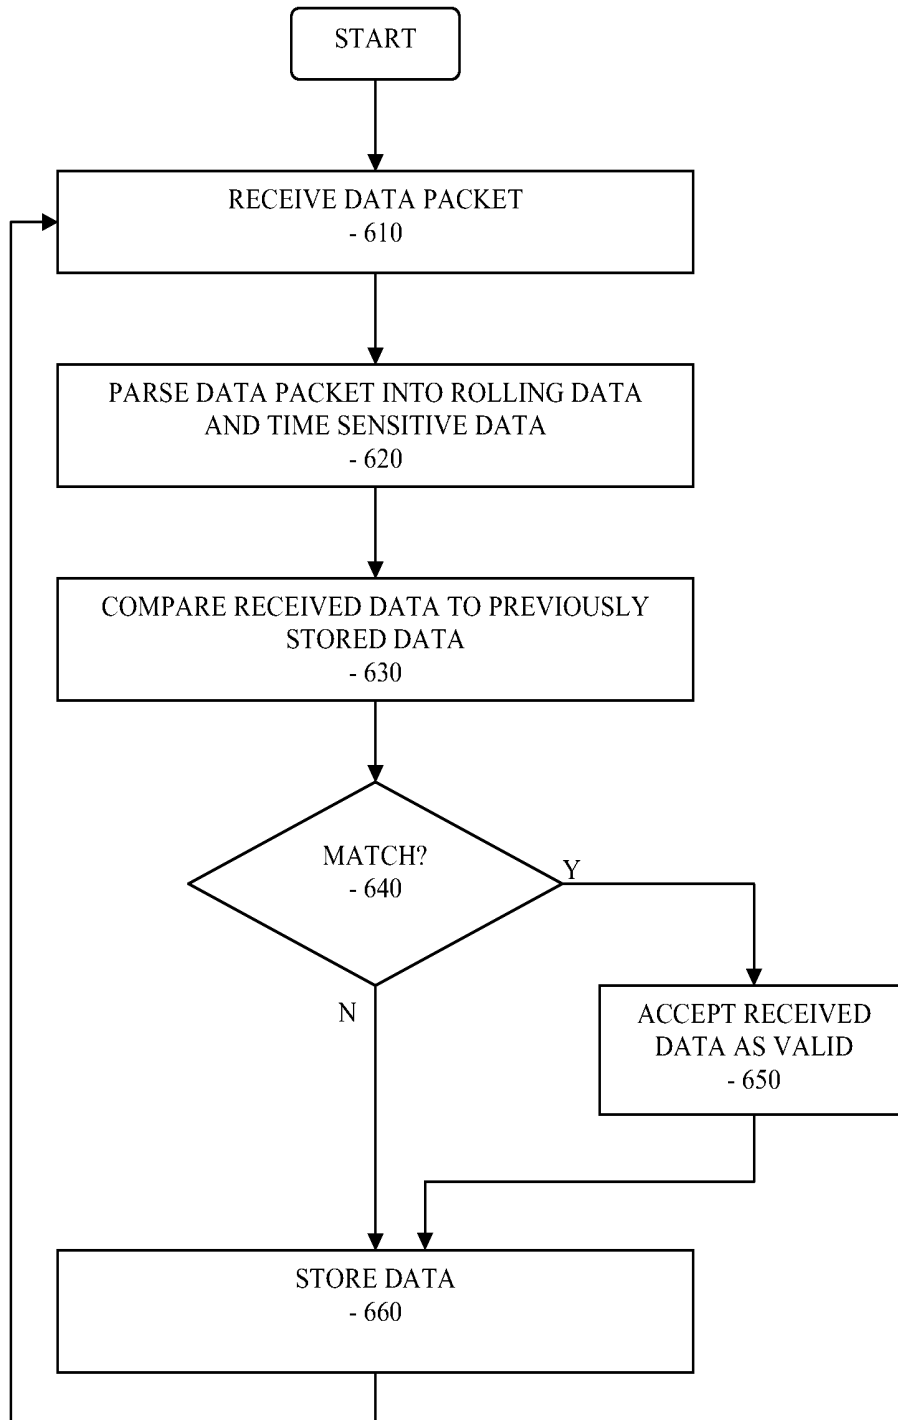 START
RECEIVE DATA PACKET
- 610
PARSE DATA PACKET INTO ROLLING DATA
AND TIME SENSITIVE DATA
- 620
COMPARE RECEIVED DATA TO PREVIOUSLY
STORED DATA
- 630
MATCH?
- 640
Y
N
ACCEPT RECEIVED
DATA AS VALID
- 650
STORE DATA
- 660